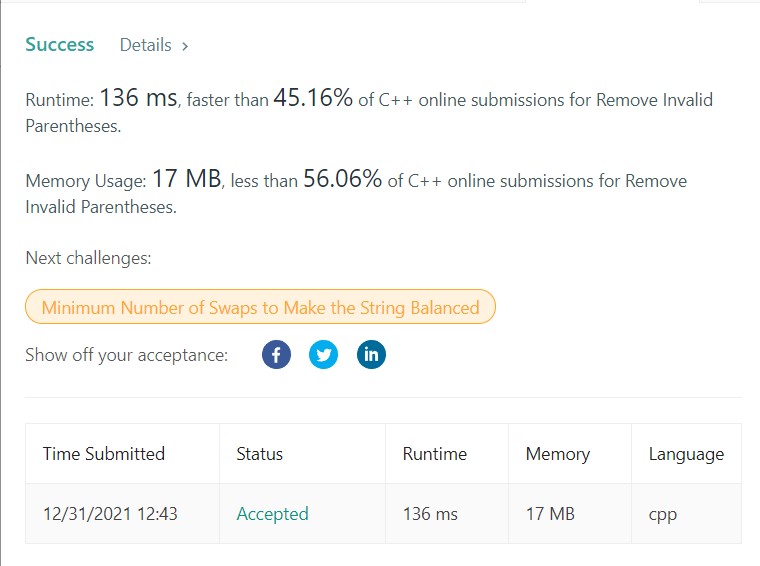 Success Details >
Runtime: 136 ms, faster than 45.16% of C++ online submissions for Remove Invalid
Parentheses.
Memory Usage: 17 MB, less than 56.06% of C++ online submissions for Remove
Invalid Parentheses.
Next challenges:
Minimum Number of Swaps to Make the String Balanced
Show off your acceptance: f in
Time Submitted Status Runtime Memory Language
12/31/2021 12:43 Accepted 136 ms 17 MB cpp